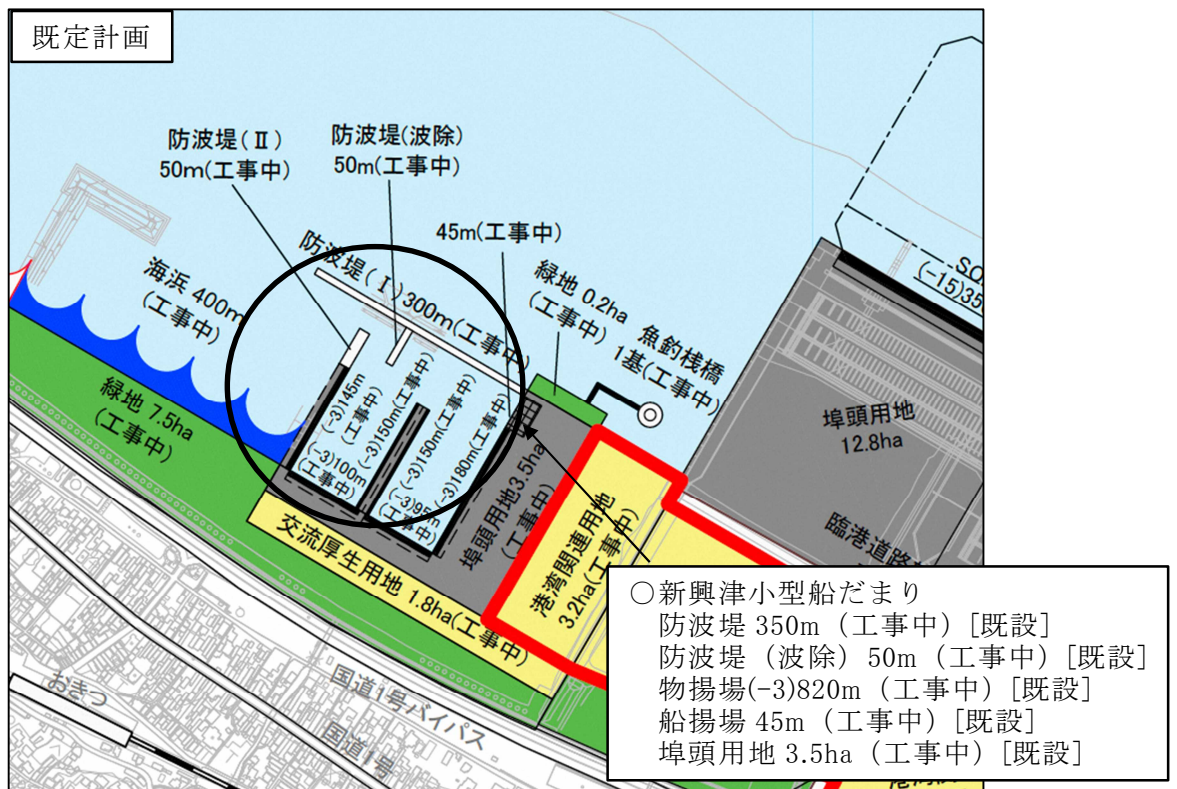 既定計画
防波堤(Ⅱ)
50m(工事中)
防波堤(波除)
50m(工事中)
45m(工事中)
防波堤(Ⅰ)300m(工事中)
海浜 400m
(工事中)
緑地 0.2ha
(工事中)
魚釣桟橋
1基(工事中)
(-15)35
埠頭用地
12.8ha
緑地 7.5ha
(工事中)
(-3)145m
(工事中)
(-3)100m
(工事中)
(-3)150m(工事中)
(-3)150m(工事中)
(-3)95m
(工事中)
(-3)180m(工事中)
埠頭用地3.5ha
(工事中)
交流厚生用地 1.8ha(工事中)
港湾関連用地
3.2ha(工事中)
臨港道路
国道1号バイパス
国道1号
おきつ
○新興津小型船だまり
防波堤 350m(工事中)[既設]
防波堤(波除)50m(工事中)[既設]
物揚場(-3)820m(工事中)[既設]
船揚場 45m(工事中)[既設]
埠頭用地 3.5ha(工事中)[既設]